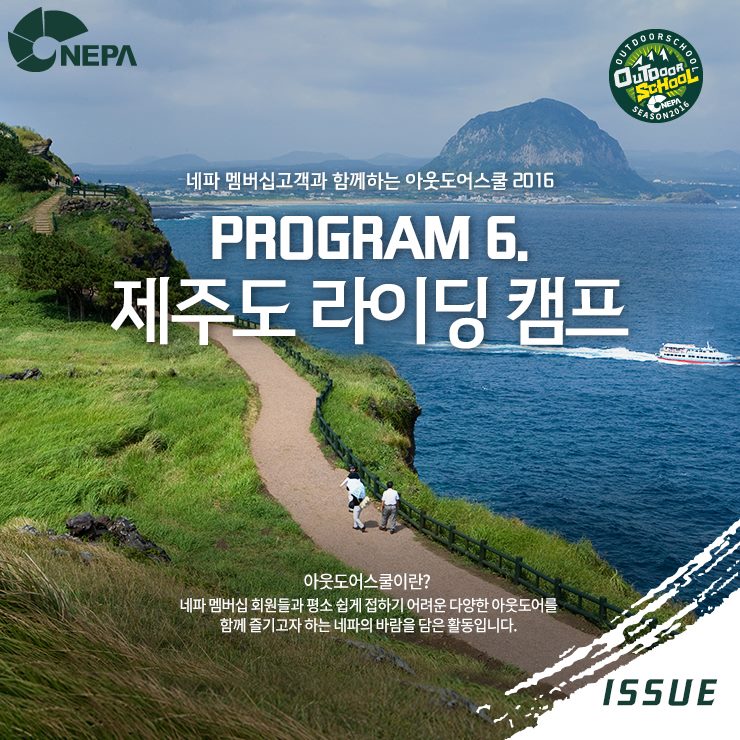 NEPA
OUTDOORSCHOOL
OUTDOOR
SCHOOL
NEPA
SEASON2016
네파 멤버십고객과 함께하는 아웃도어스쿨 2016
PROGRAM 6.
제주도 라이딩 캠프
아웃도어스쿨이란?
네파 멤버십 회원들과 평소 쉽게 접하기 어려운 다양한 아웃도어를
함께 즐기고자 하는 네파의 바람을 담은 활동입니다.
ISSUE